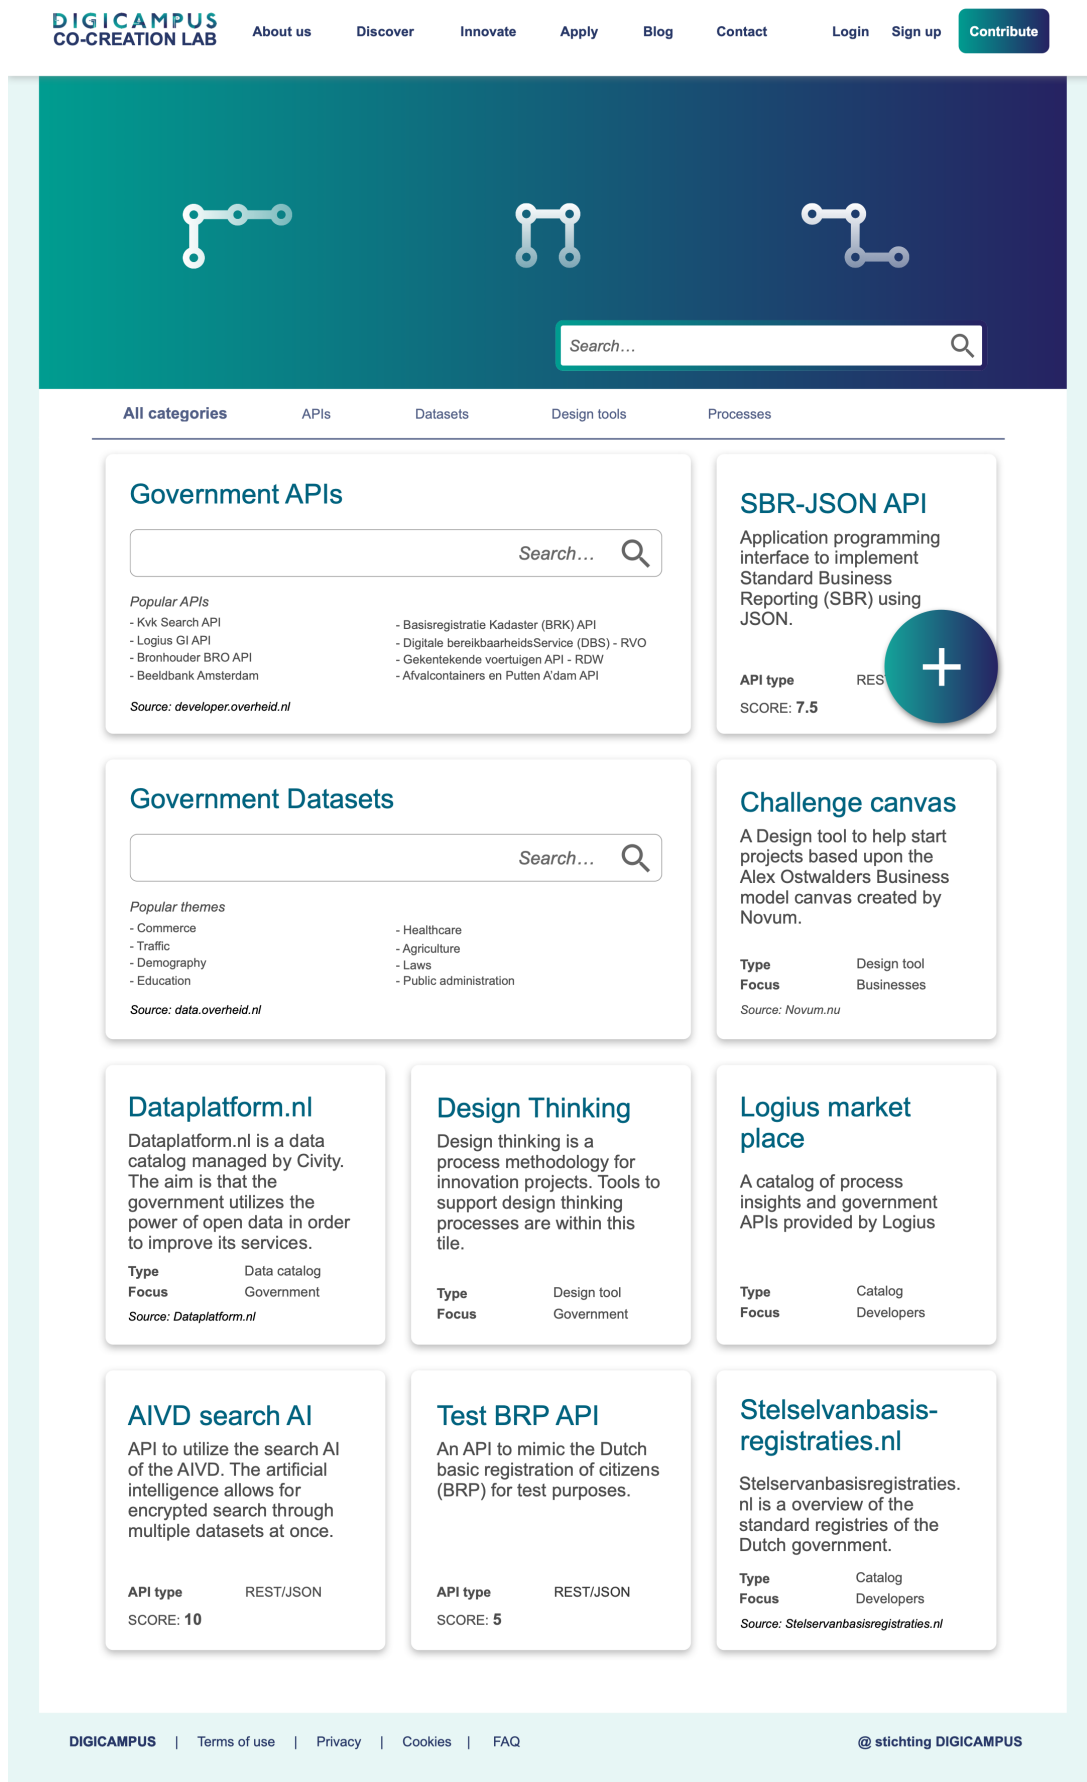 DIGICAMPUS
CO-CREATION LAB
About us
Discover
Innovate
Apply
Blog
Contact
Login
Sign up
Contribute
Search...
All categories
APIs
Datasets
Design tools
Processes
Government APIs
Search...
Popular APIs
- Kvk Search API
- Logius GI API
- Bronhouder BRO API
- Beeldbank Amsterdam
- Basisregistratie Kadaster (BRK) API
- Digitale bereikbaarheidsService (DBS) - RVO
- Gekentekende voertuigen API - RDW
- Afvalcontainers en Putten A'dam API
Source: developer.overheid.nl
SBR-JSON API
Application programming
interface to implement
Standard Business
Reporting (SBR) using
JSON.
API type RES
SCORE: 7.5
+
Government Datasets
Search...
Popular themes
- Commerce
- Traffic
- Demography
- Education
- Healthcare
- Agriculture
- Laws
- Public administration
Source: data.overheid.nl
Challenge canvas
A Design tool to help start
projects based upon the
Alex Ostwalders Business
model canvas created by
Novum.
Type Design tool
Focus Businesses
Source: Novum.nu
Dataplatform.nl
Dataplatform.nl is a data
catalog managed by Civity.
The aim is that the
government utilizes the
power of open data in order
to improve its services.
Type Data catalog
Focus Government
Source: Dataplatform.nl
Design Thinking
Design thinking is a
process methodology for
innovation projects. Tools to
support design thinking
processes are within this
tile.
Type Design tool
Focus Government
Logius market
place
A catalog of process
insights and government
APIs provided by Logius
Type Catalog
Focus Developers
AIVD search AI
API to utilize the search AI
of the AIVD. The artificial
intelligence allows for
encrypted search through
multiple datasets at once.
API type REST/JSON
SCORE: 10
Test BRP API
An API to mimic the Dutch
basic registration of citizens
(BRP) for test purposes.
API type REST/JSON
SCORE: 5
Stelselvanbasis-
registraties.nl
Stelservanbasisregistraties.
nl is a overview of the
standard registries of the
Dutch government.
Type Catalog
Focus Developers
Source: Stelservanbasisregistraties.nl
DIGICAMPUS | Terms of use | Privacy | Cookies | FAQ
@ stichting DIGICAMPUS